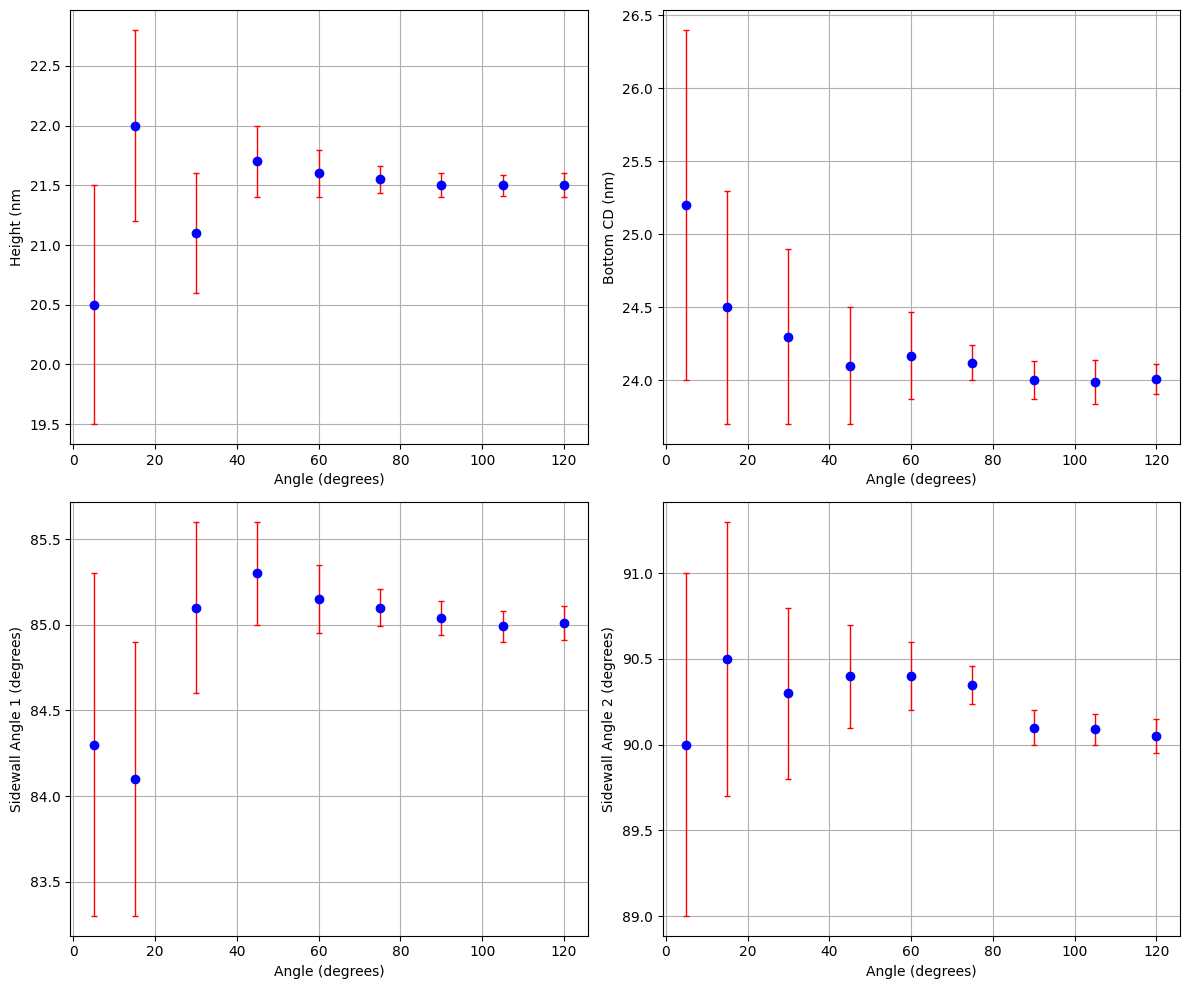 22.5
22.0
21.5
21.0
20.5
20.0
19.5
Height (nm
0 20 40 60 80 100 120
Angle (degrees)
26.5
26.0
25.5
25.0
24.5
24.0
Bottom CD (nm)
0 20 40 60 80 100 120
Angle (degrees)
85.5
85.0
84.5
84.0
83.5
Sidewall Angle 1 (degrees)
0 20 40 60 80 100 120
Angle (degrees)
91.0
90.5
90.0
89.5
89.0
Sidewall Angle 2 (degrees)
0 20 40 60 80 100 120
Angle (degrees)